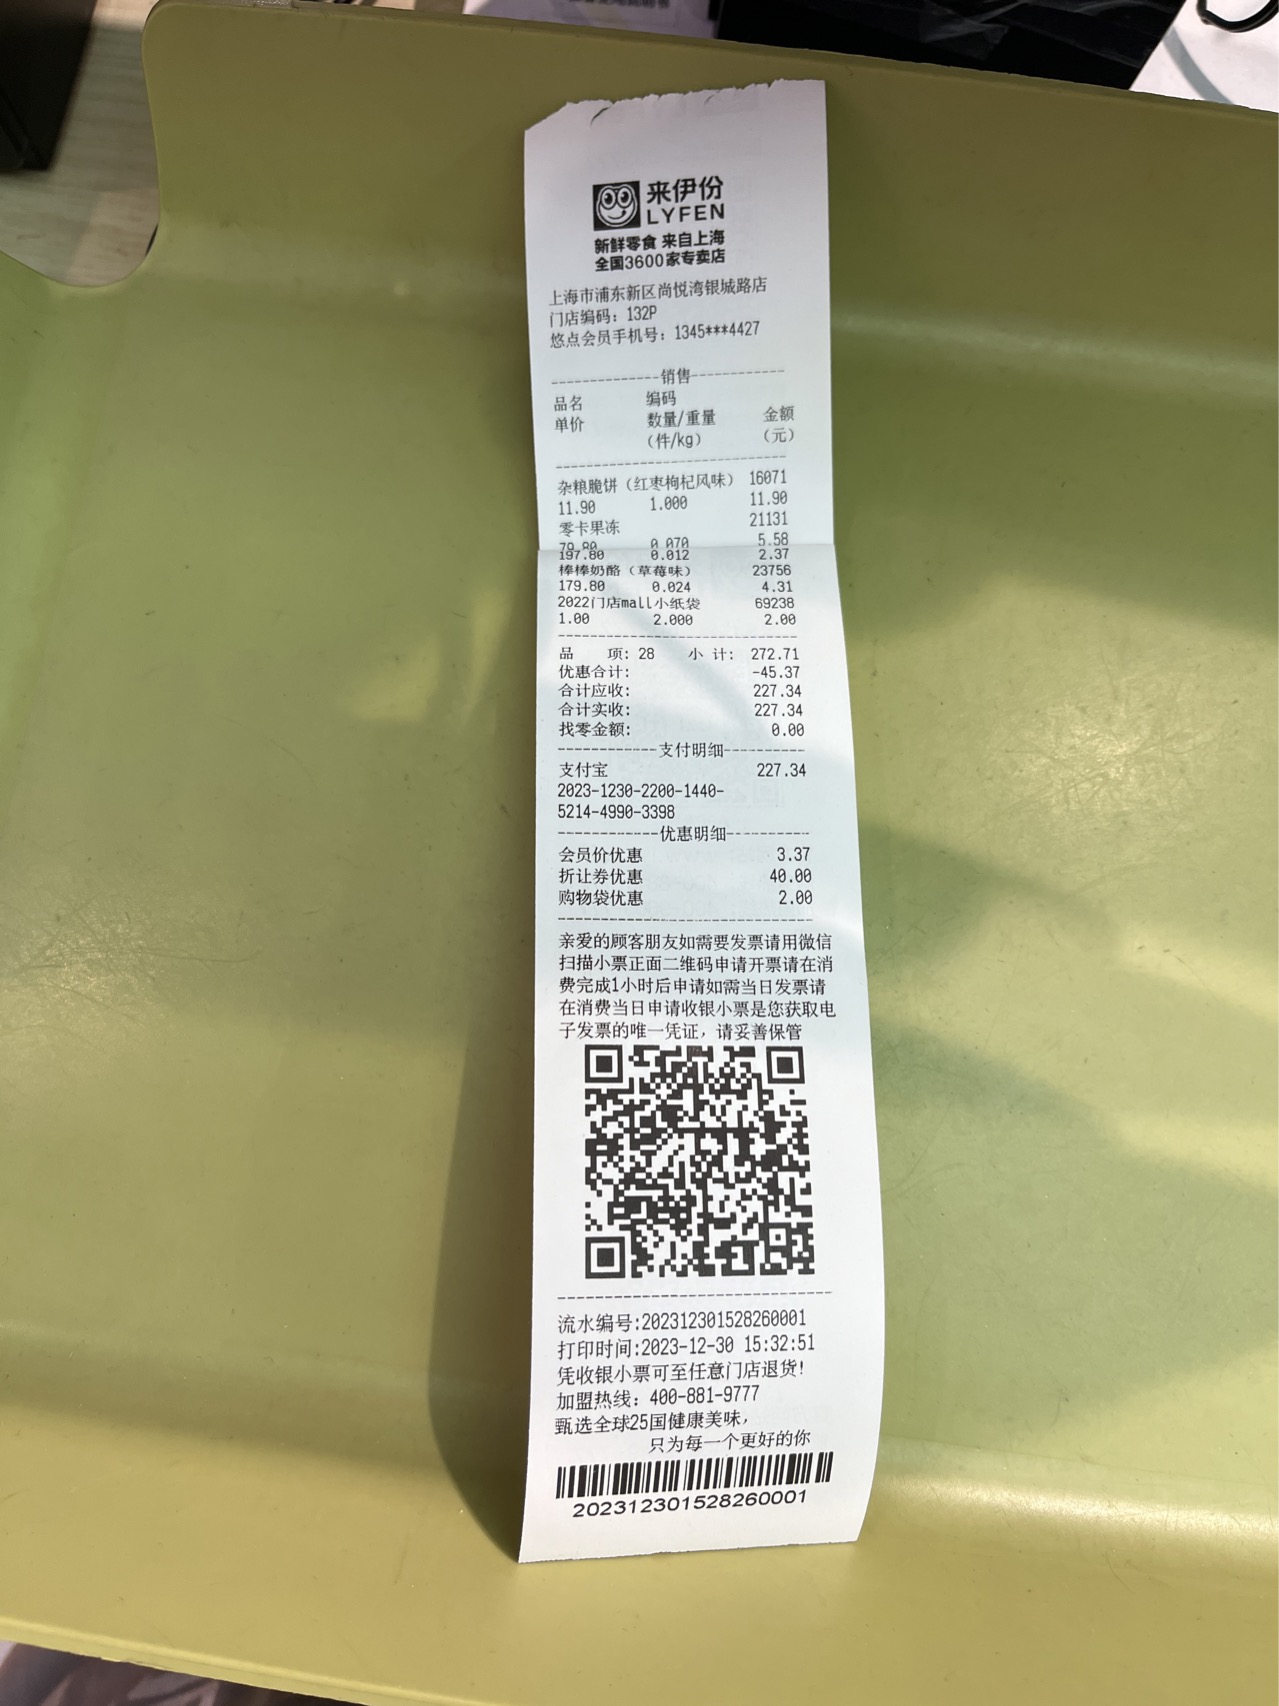 来伊份
LYFEN
新鲜零食 来自上海
全国3600家专卖店
上海市浦东新区尚悦湾银城路店
门店编码：132P
悠点会员手机号：1345***4427
--------------销售------------
品名 编码
单价 数量/重量 金额
（件/kg） （元）
杂粮脆饼（红枣枸杞风味） 16071
11.90 1.000 11.90
零卡果冻 21131
79.80 0.070 5.58
197.80 0.012 2.37
棒棒奶酪（草莓味） 23756
179.80 0.024 4.31
2022门店mall小纸袋 69238
1.00 2.000 2.00
品 项: 28 小 计: 272.71
优惠合计: -45.37
合计应收: 227.34
合计实收: 227.34
找零金额: 0.00
------------支付明细----------
支付宝 227.34
2023-1230-2200-1440-
5214-4990-3398
------------优惠明细----------
会员价优惠 3.37
折让券优惠 40.00
购物袋优惠 2.00
亲爱的顾客朋友如需要发票请用微信
扫描小票正面二维码申请开票请在消
费完成1小时后申请如需当日发票请
在消费当日申请收银小票是您获取电
子发票的唯一凭证，请妥善保管
流水编号:202312301528260001
打印时间:2023-12-30 15:32:51
凭收银小票可至任意门店退货!
加盟热线：400-881-9777
甄选全球25国健康美味，
只为每一个更好的你
202312301528260001